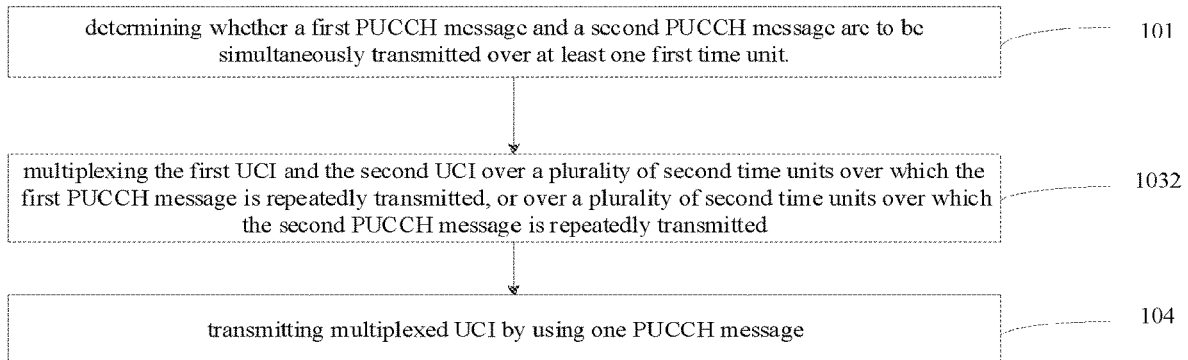 determining whether a first PUCCH message and a second PUCCH message are to be
simultaneously transmitted over at least one first time unit.
101
multiplexing the first UCI and the second UCI over a plurality of second time units over which the
first PUCCH message is repeatedly transmitted, or over a plurality of second time units over which
the second PUCCH message is repeatedly transmitted
1032
transmitting multiplexed UCI by using one PUCCH message
104